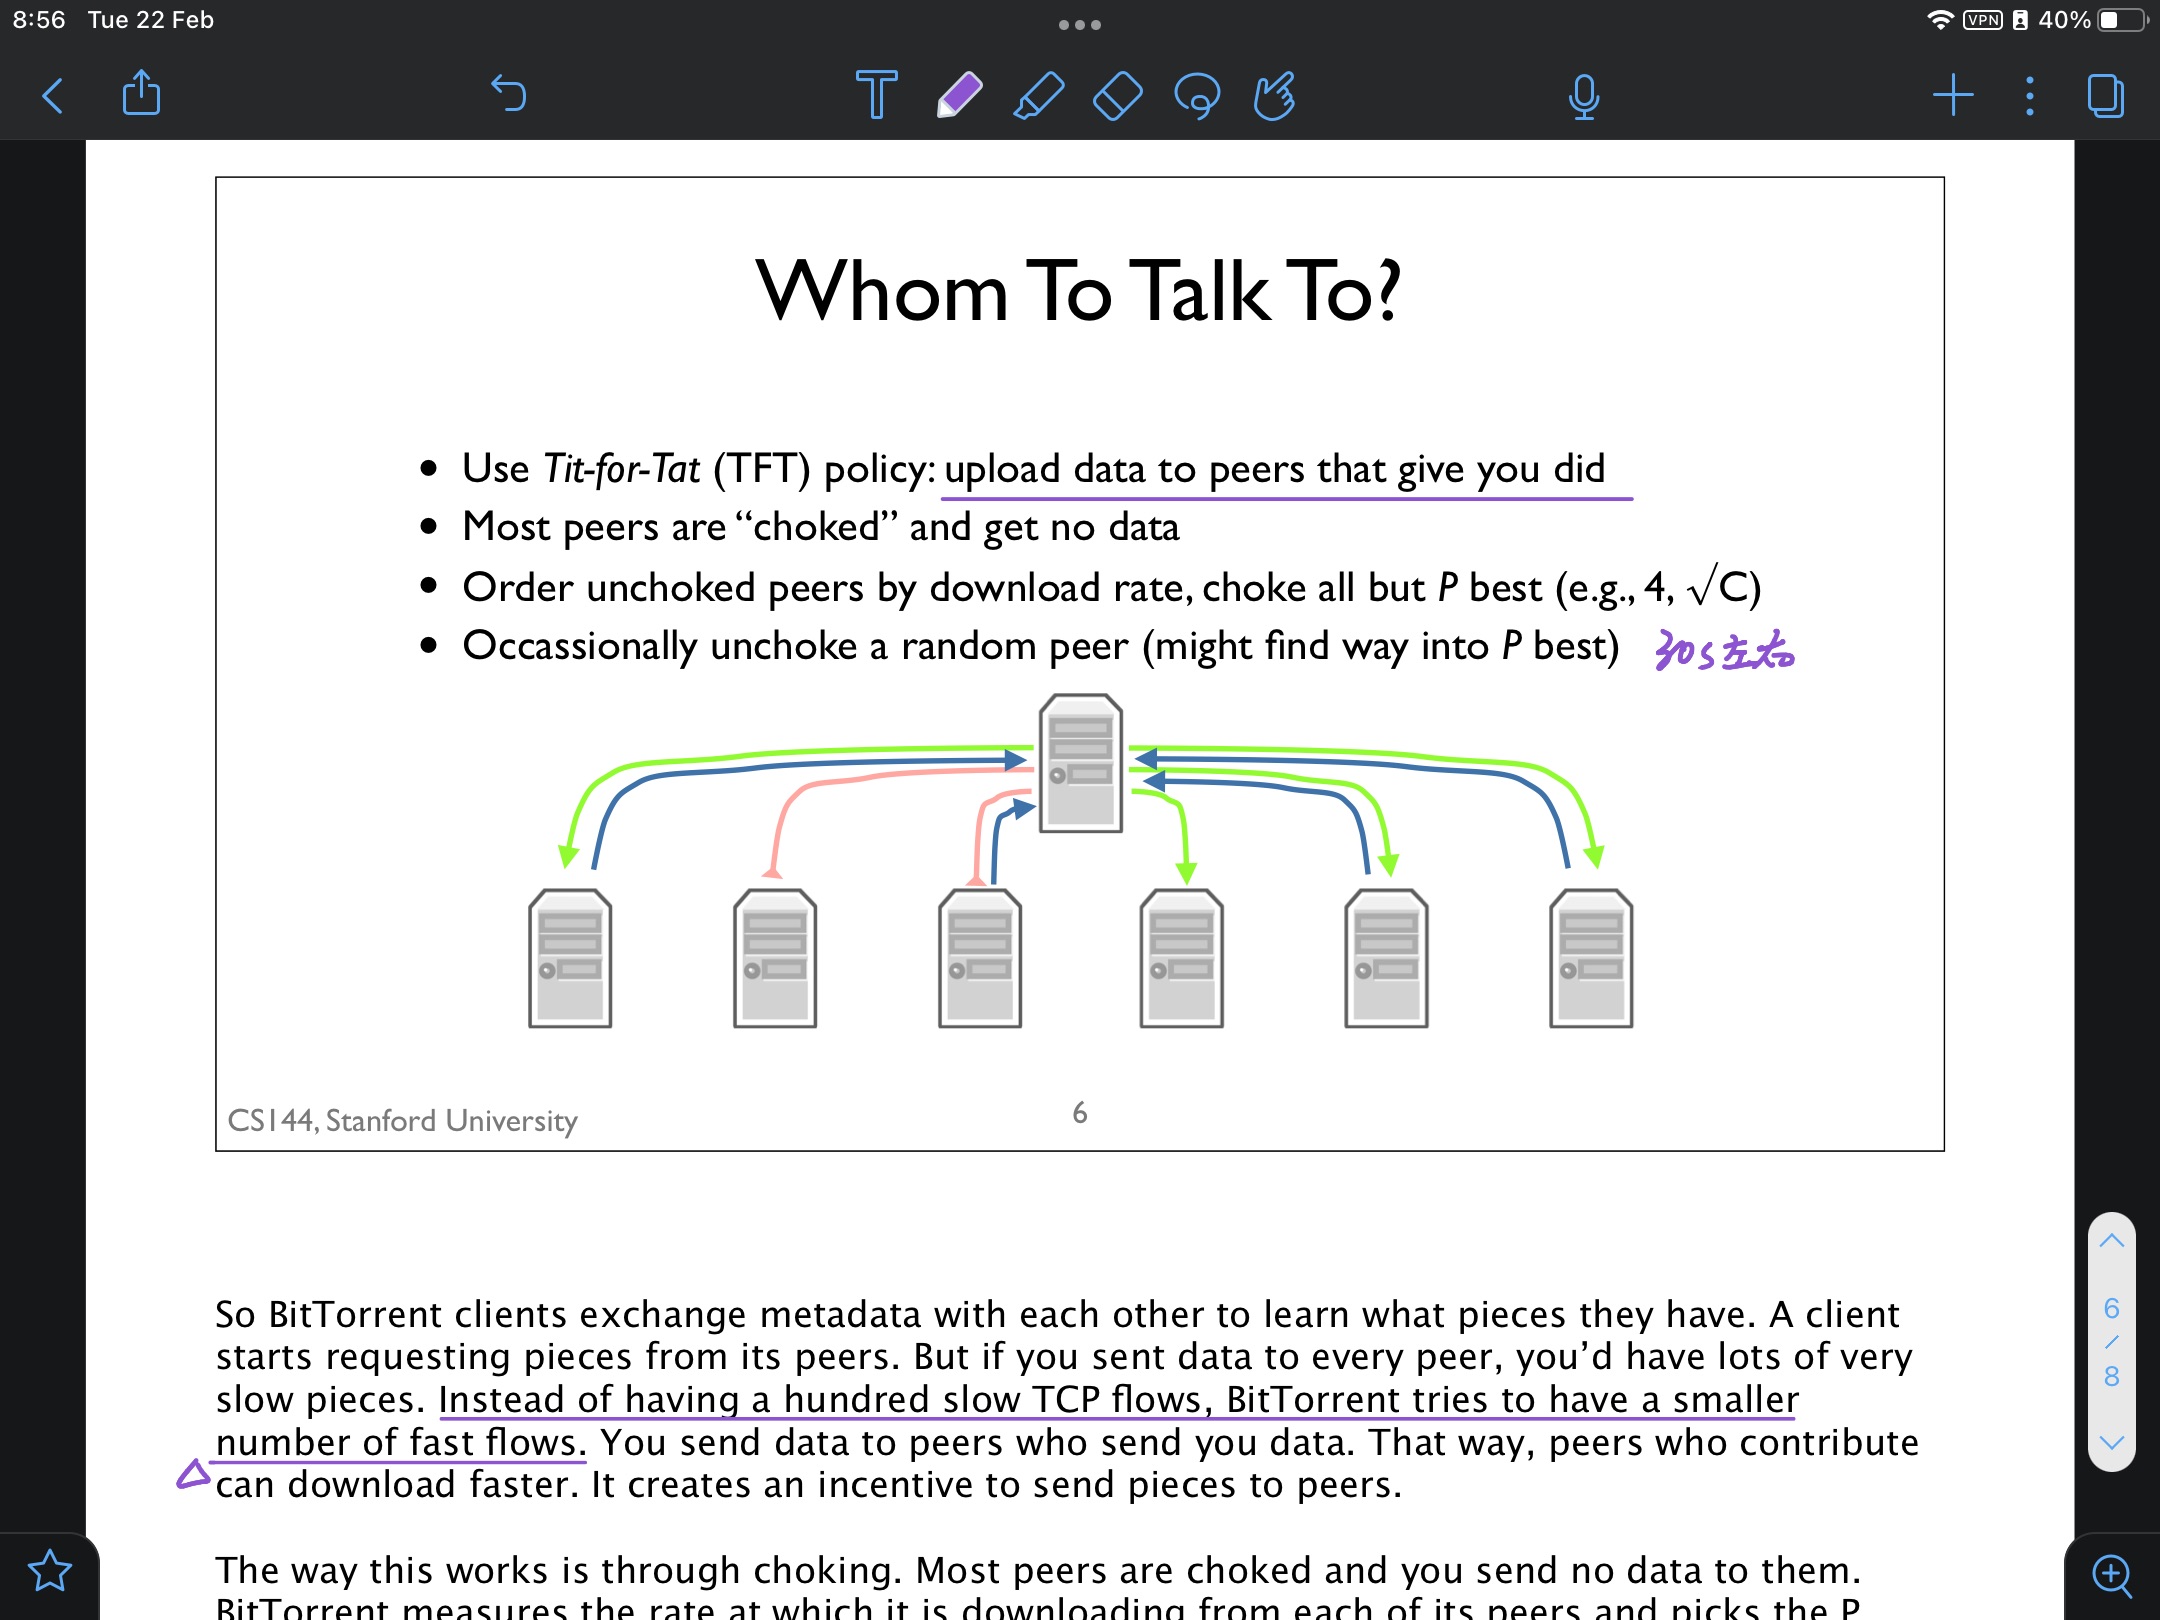 8:56 Tue 22 Feb
VPN 40%
Whom To Talk To?
• Use Tit-for-Tat (TFT) policy: upload data to peers that give you did
• Most peers are “choked” and get no data
• Order unchoked peers by download rate, choke all but P best (e.g., 4, √C)
• Occassionally unchoke a random peer (might find way into P best) 30s左右
CS144, Stanford University
6
So BitTorrent clients exchange metadata with each other to learn what pieces they have. A client
starts requesting pieces from its peers. But if you sent data to every peer, you’d have lots of very
slow pieces. Instead of having a hundred slow TCP flows, BitTorrent tries to have a smaller
number of fast flows. You send data to peers who send you data. That way, peers who contribute
can download faster. It creates an incentive to send pieces to peers.
The way this works is through choking. Most peers are choked and you send no data to them.
BitTorrent measures the rate at which it is downloading from each of its peers and picks the P
6
/
8